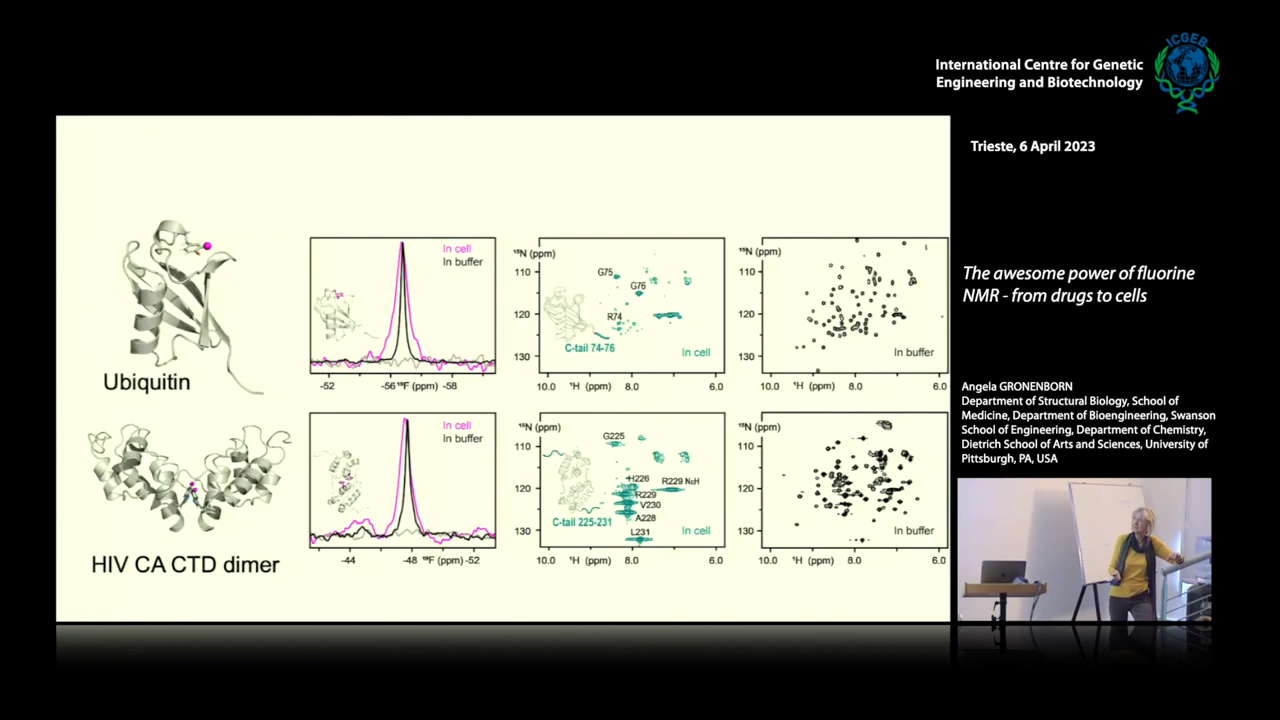 ICGEB
International Centre for Genetic
Engineering and Biotechnology
Trieste, 6 April 2023
The awesome power of fluorine
NMR - from drugs to cells
Angela GRONENBORN
Department of Structural Biology, School of
Medicine, Department of Bioengineering, Swanson
School of Engineering, Department of Chemistry,
Dietrich School of Arts and Sciences, University of
Pittsburgh, PA, USA
Ubiquitin
In cell
In buffer
-52 -56 ¹⁹F (ppm) -58
¹⁵N (ppm)
110
120
130
G75
G76
R74
C-tail 74-76
In cell
10.0 ¹H (ppm) 8.0 6.0
¹⁵N (ppm)
110
120
130
In buffer
10.0 ¹H (ppm) 8.0 6.0
HIV CA CTD dimer
In cell
In buffer
-44 -48 ¹⁹F (ppm) -52
¹⁵N (ppm)
110
120
130
G225
H226
R229 NεH
R229
V230
A228
L231
C-tail 225-231
In cell
10.0 ¹H (ppm) 8.0 6.0
¹⁵N (ppm)
110
120
130
In buffer
10.0 ¹H (ppm) 8.0 6.0